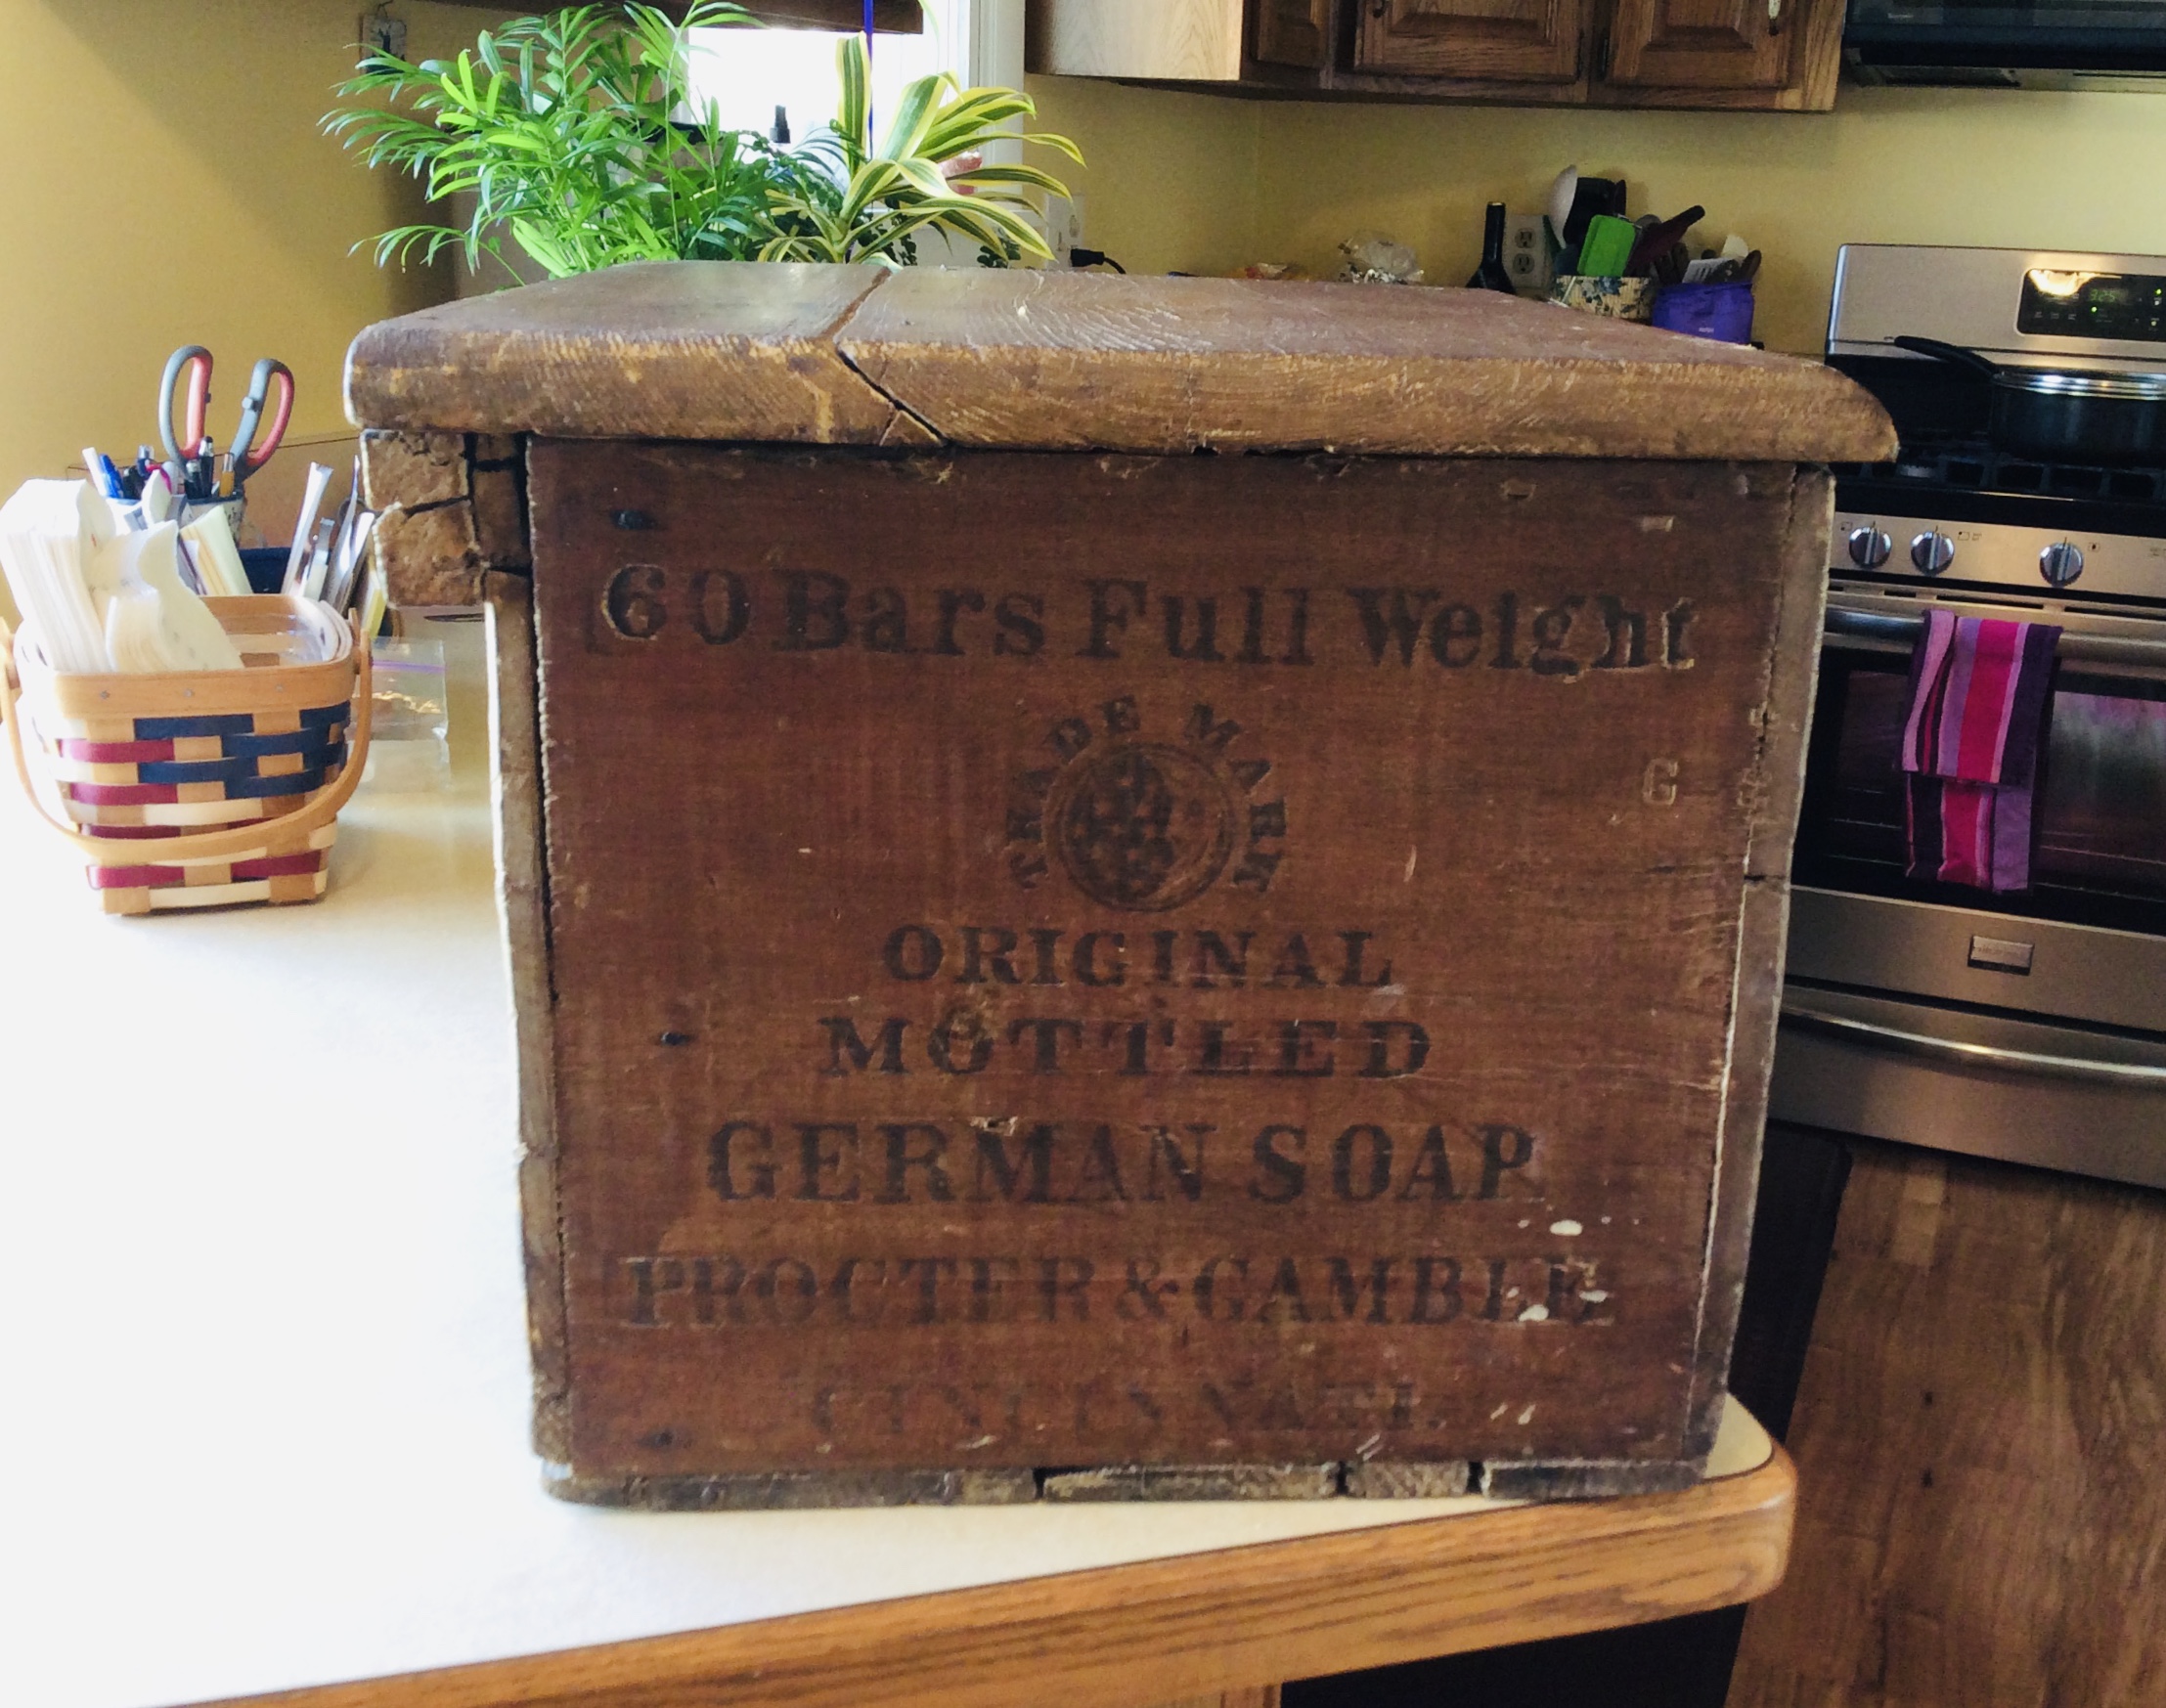 60 Bars Full Weight
TRADE MARK
G
ORIGINAL
MOTTLED
GERMAN SOAP
PROCTER & GAMBLE
CINCINNATI.